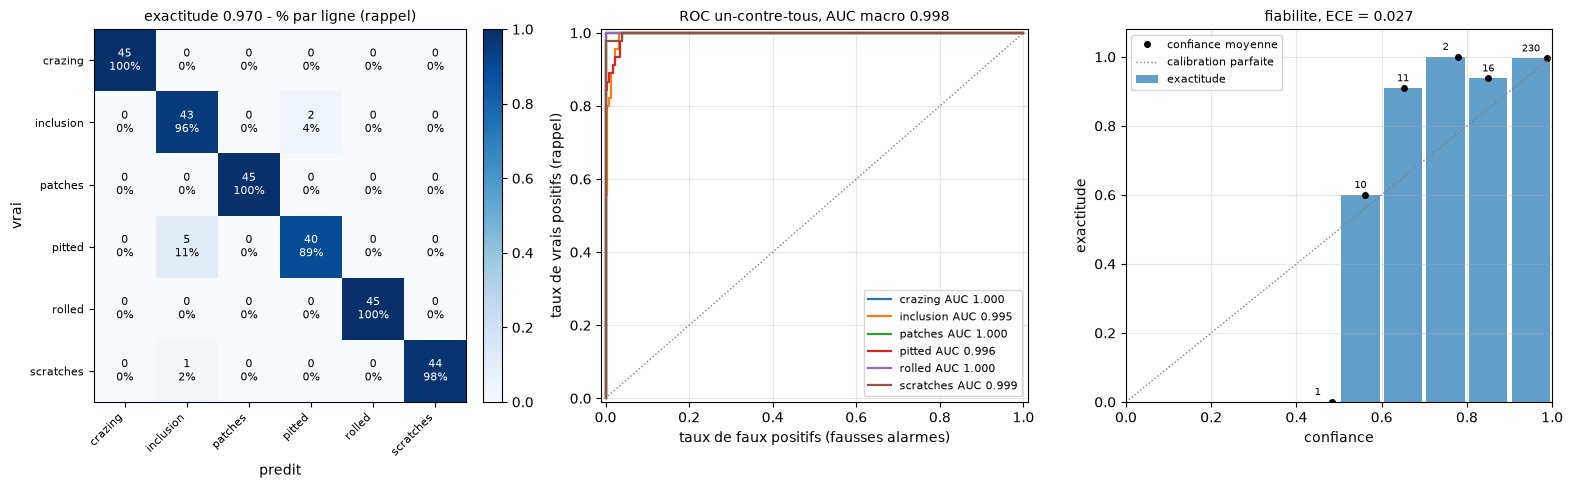 exactitude 0.970 - % par ligne (rappel)
crazing
45 0 0 0 0 0
100% 0% 0% 0% 0% 0%
inclusion
0 43 0 2 0 0
0% 96% 0% 4% 0% 0%
patches
0 0 45 0 0 0
0% 0% 100% 0% 0% 0%
pitted
0 5 0 40 0 0
0% 11% 0% 89% 0% 0%
rolled
0 0 0 0 45 0
0% 0% 0% 0% 100% 0%
scratches
0 1 0 0 0 44
0% 2% 0% 0% 0% 98%
vrai
crazing
inclusion
patches
pitted
rolled
scratches
predit
1.0
0.8
0.6
0.4
0.2
0.0
ROC un-contre-tous, AUC macro 0.998
taux de vrais positifs (rappel)
1.0
0.8
0.6
0.4
0.2
0.0
crazing AUC 1.000
inclusion AUC 0.995
patches AUC 1.000
pitted AUC 0.996
rolled AUC 1.000
scratches AUC 0.999
0.0 0.2 0.4 0.6 0.8 1.0
taux de faux positifs (fausses alarmes)
fiabilite, ECE = 0.027
confiance moyenne
calibration parfaite
exactitude
exactitude
1.0
0.8
0.6
0.4
0.2
0.0
1
10
11
2
16
230
0.0 0.2 0.4 0.6 0.8 1.0
confiance